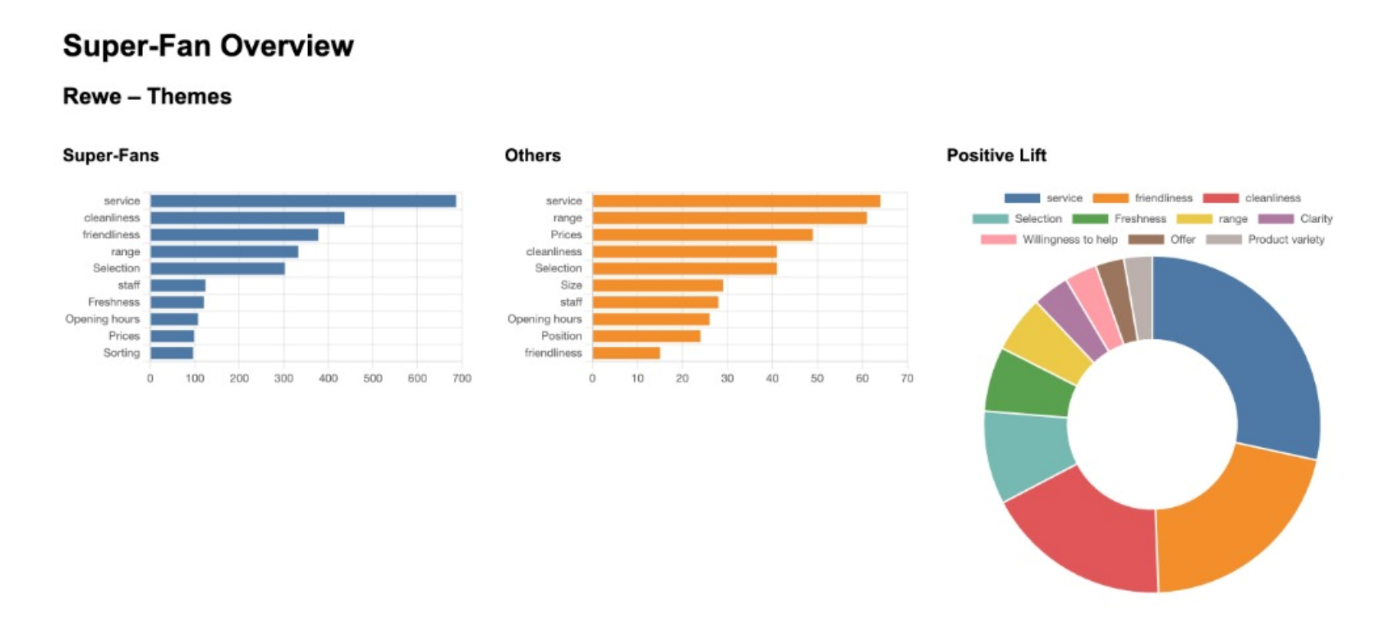 Super-Fan Overview
Rewe – Themes
Super-Fans
service
cleanliness
friendliness
range
Selection
staff
Freshness
Opening hours
Prices
Sorting
0 100 200 300 400 500 600 700
Others
service
range
Prices
cleanliness
Selection
Size
staff
Opening hours
Position
friendliness
0 10 20 30 40 50 60 70
Positive Lift
service friendliness cleanliness
Selection Freshness range Clarity
Willingness to help Offer Product variety